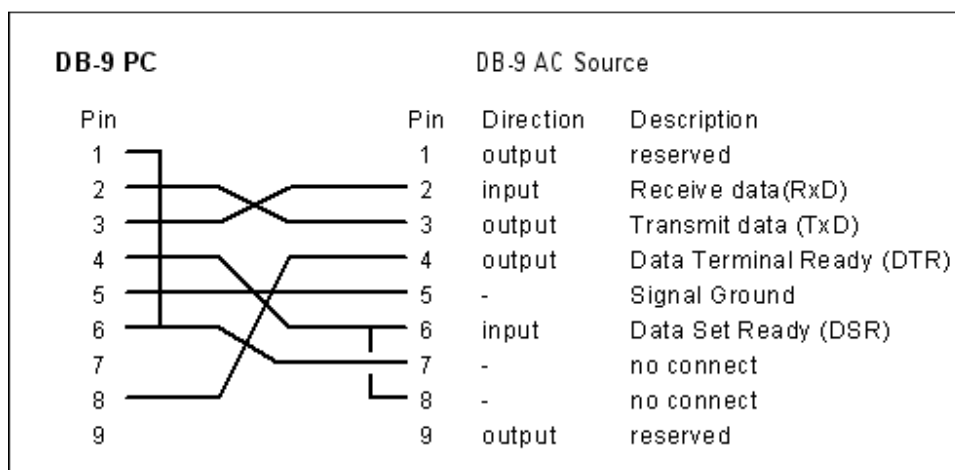 DB-9 PC DB-9 AC Source
Pin Pin Direction Description
1 1 output reserved
2 2 input Receive data(RxD)
3 3 output Transmit data (TxD)
4 4 output Data Terminal Ready (DTR)
5 5 - Signal Ground
6 6 input Data Set Ready (DSR)
7 7 - no connect
8 8 - no connect
9 9 output reserved